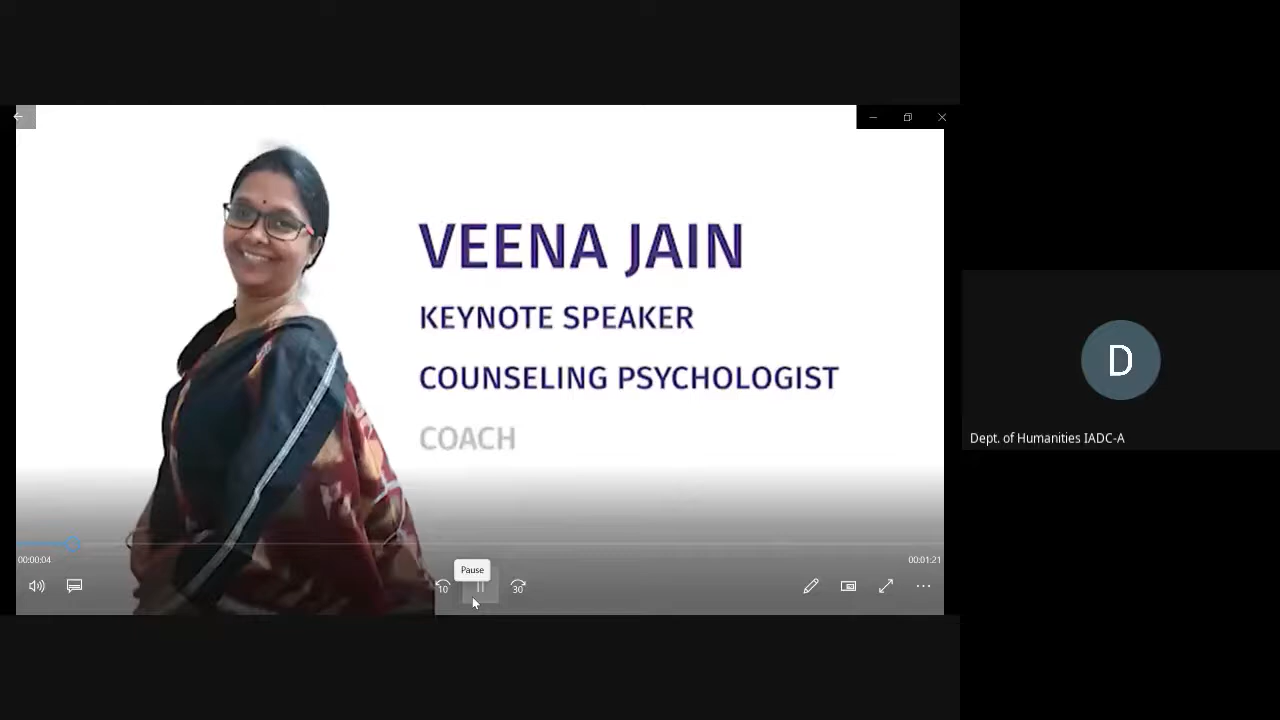 VEENA JAIN
KEYNOTE SPEAKER
COUNSELING PSYCHOLOGIST
COACH
00:00:04
00:01:21
Pause
10
30
D
Dept. of Humanities IADC-A